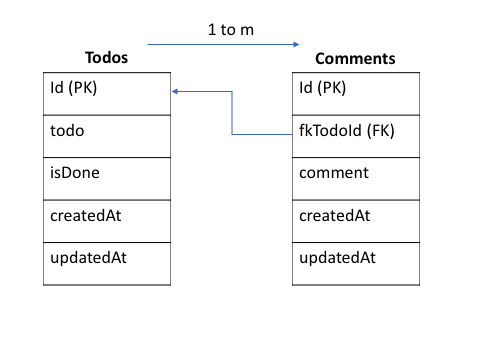 1 to m
Todos
Id (PK)
todo
isDone
createdAt
updatedAt
Comments
Id (PK)
fkTodoId (FK)
comment
createdAt
updatedAt